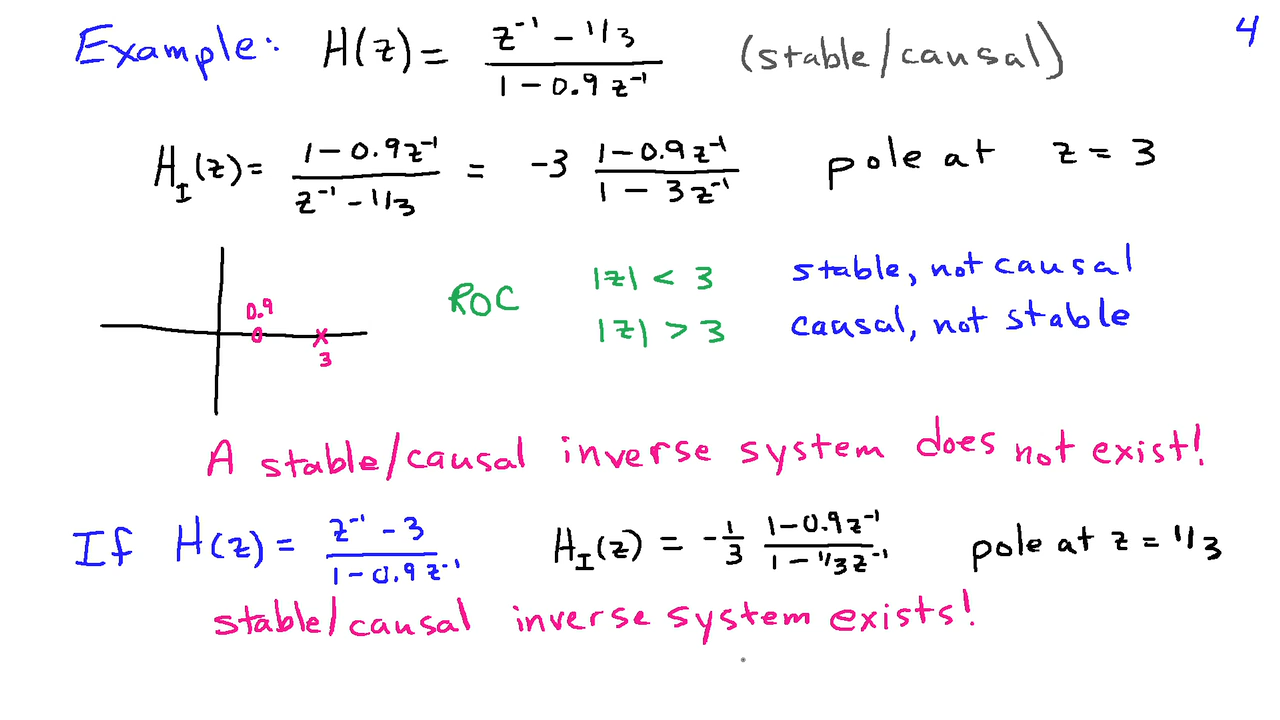 Example: H(z) = (z⁻¹ - 1/3) / (1 - 0.9z⁻¹) (stable/causal) 4
H_I(z) = (1 - 0.9z⁻¹) / (z⁻¹ - 1/3) = -3 (1 - 0.9z⁻¹) / (1 - 3z⁻¹) pole at z = 3
0.9
3
ROC |z| < 3 stable, not causal
|z| > 3 causal, not stable
A stable/causal inverse system does not exist!
If H(z) = (z⁻¹ - 3) / (1 - 0.9z⁻¹) H_I(z) = -1/3 (1 - 0.9z⁻¹) / (1 - 1/3z⁻¹) pole at z = 1/3
stable/causal inverse system exists!